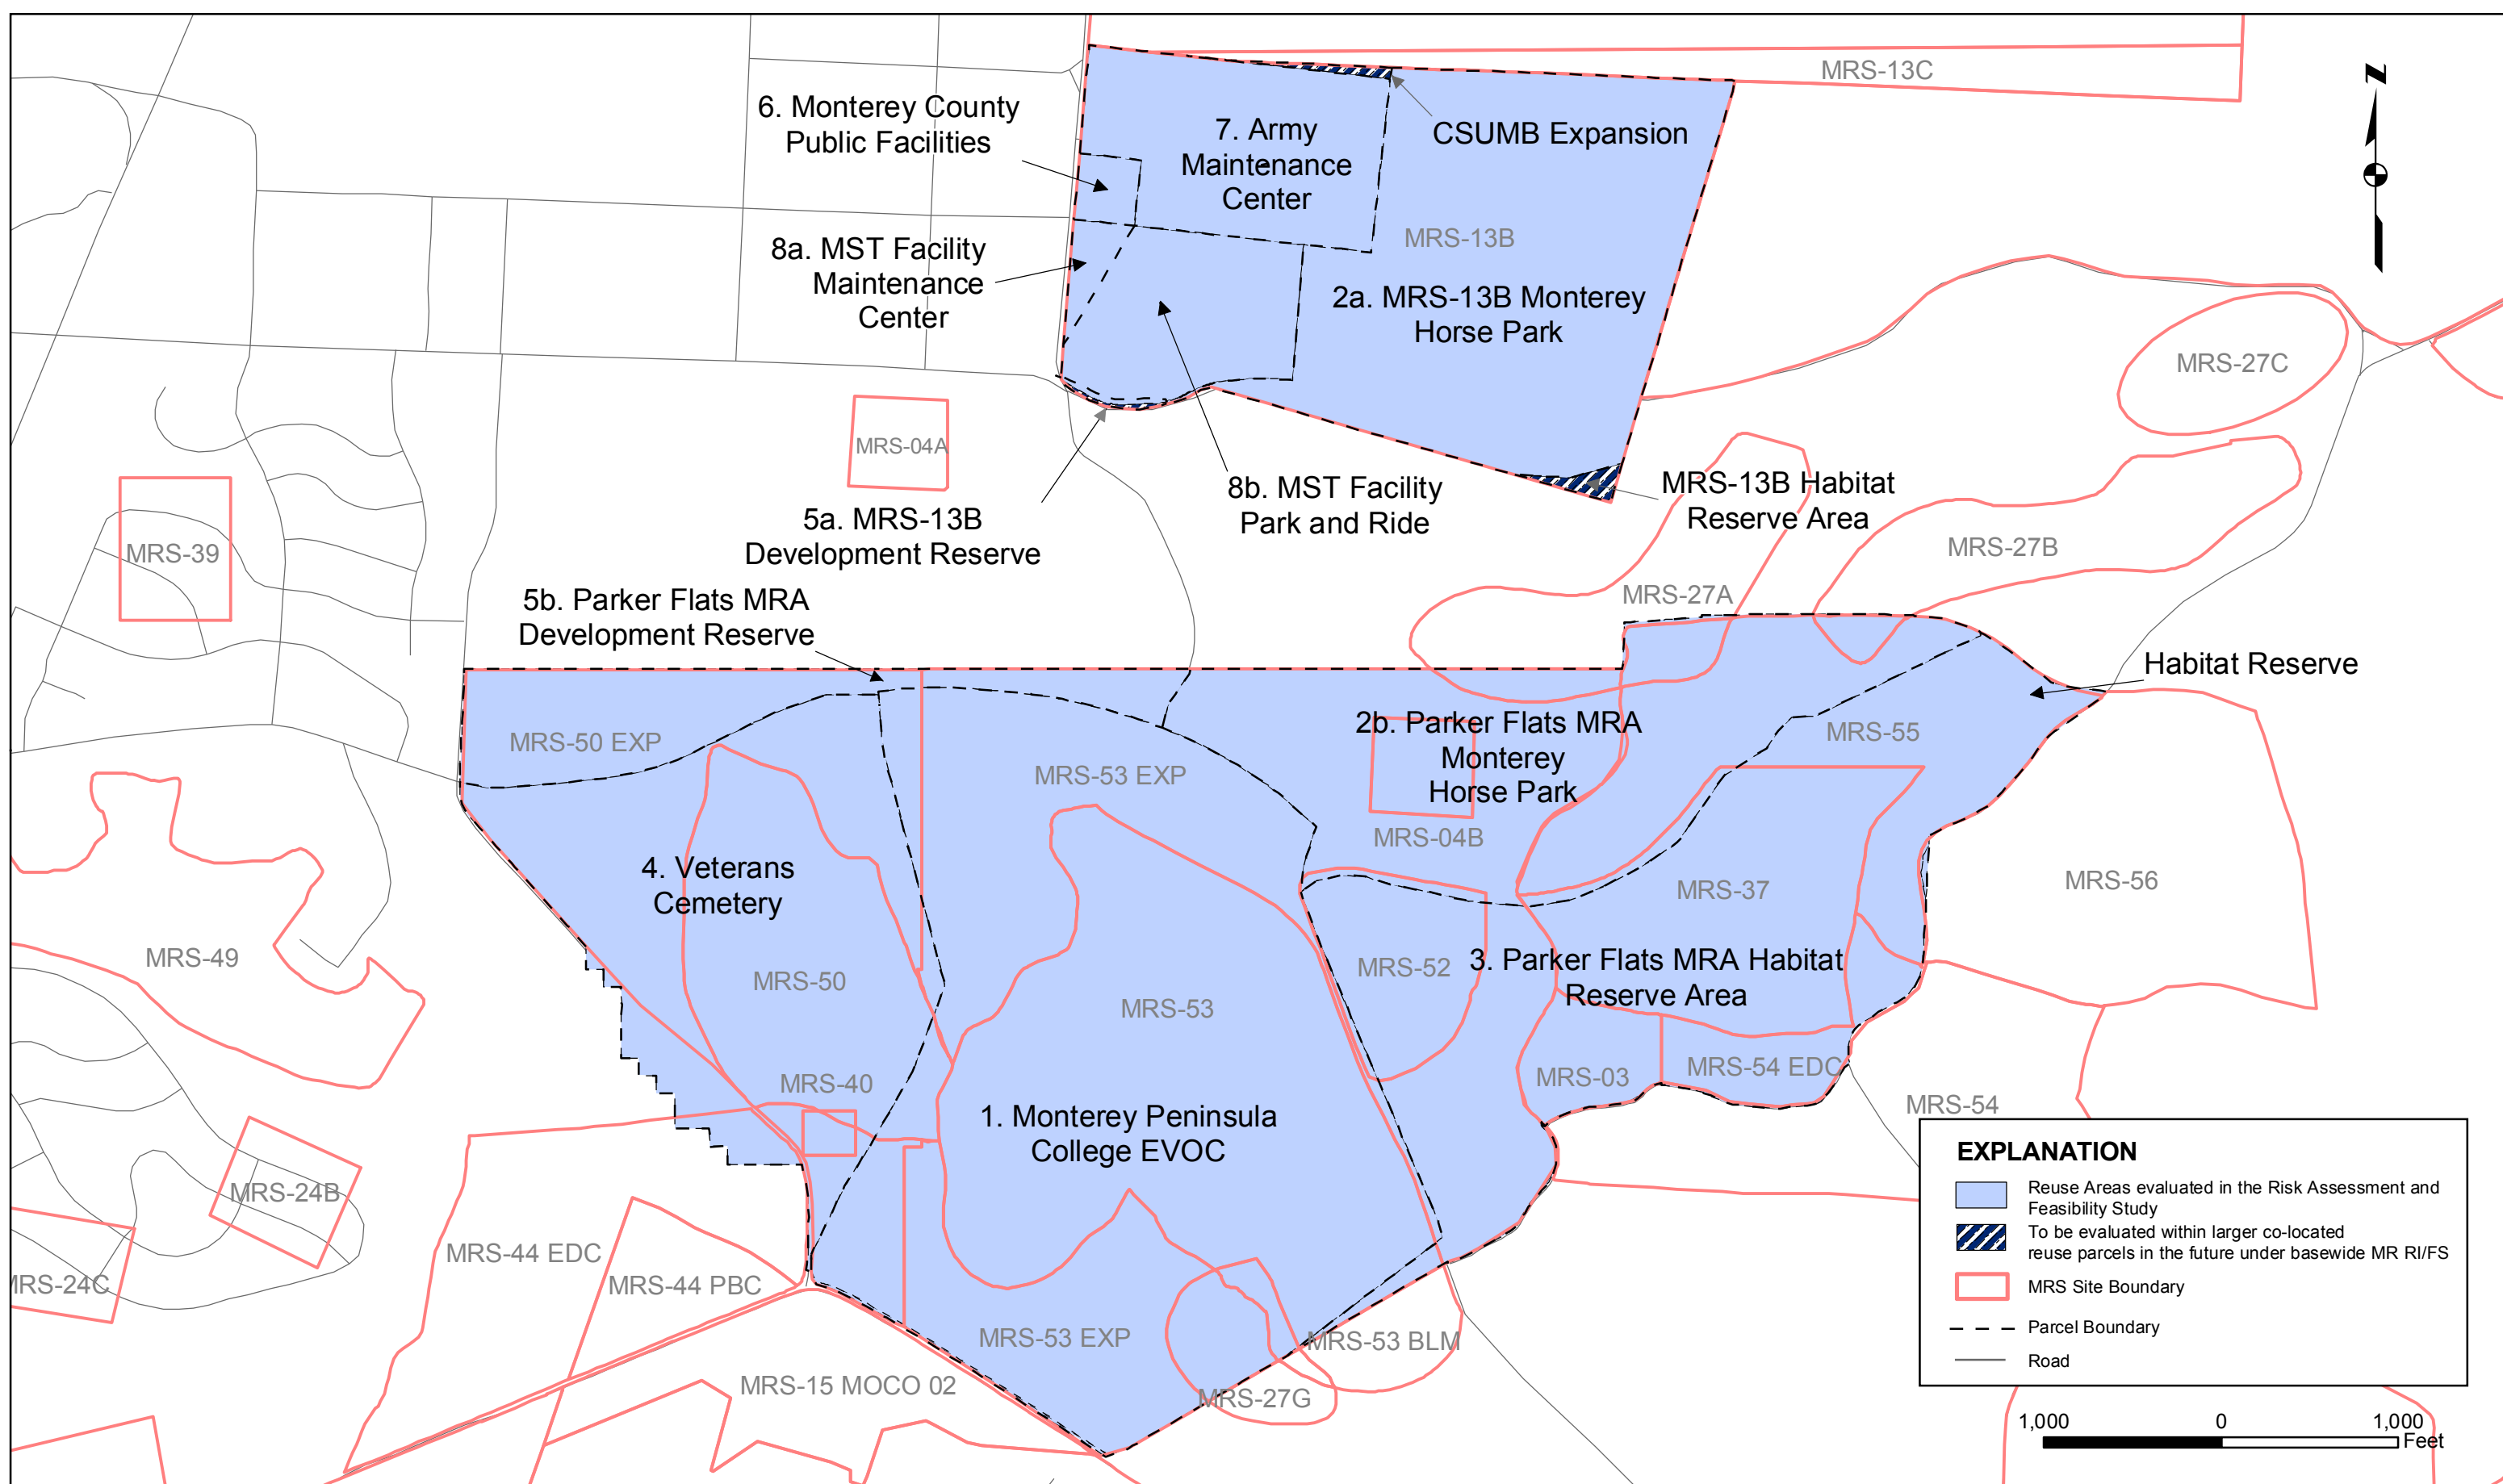 MRS-13C
6. Monterey County
Public Facilities
7. Army
Maintenance
Center
CSUMB Expansion
N
MRS-13B
8a. MST Facility
Maintenance
Center
2a. MRS-13B Monterey
Horse Park
MRS-27C
MRS-04A
MRS-39
5a. MRS-13B
Development Reserve
8b. MST Facility
Park and Ride
MRS-13B Habitat
Reserve Area
MRS-27B
MRS-27A
5b. Parker Flats MRA
Development Reserve
Habitat Reserve
MRS-50 EXP
MRS-53 EXP
2b. Parker Flats MRA
Monterey
Horse Park
MRS-55
MRS-04B
4. Veterans
Cemetery
MRS-37
MRS-56
MRS-49
MRS-50
MRS-53
MRS-52
3. Parker Flats MRA Habitat
Reserve Area
MRS-40
MRS-03
MRS-54 EDC
MRS-54
1. Monterey Peninsula
College EVOC
MRS-24B
MRS-24C
MRS-44 EDC
MRS-44 PBC
MRS-53 EXP
MRS-53 BLM
MRS-15 MOCO 02
MRS-27G
EXPLANATION
Reuse Areas evaluated in the Risk Assessment and
Feasibility Study
To be evaluated within larger co-located
reuse parcels in the future under basewide MR RI/FS
MRS Site Boundary
Parcel Boundary
Road
1,000 0 1,000
Feet